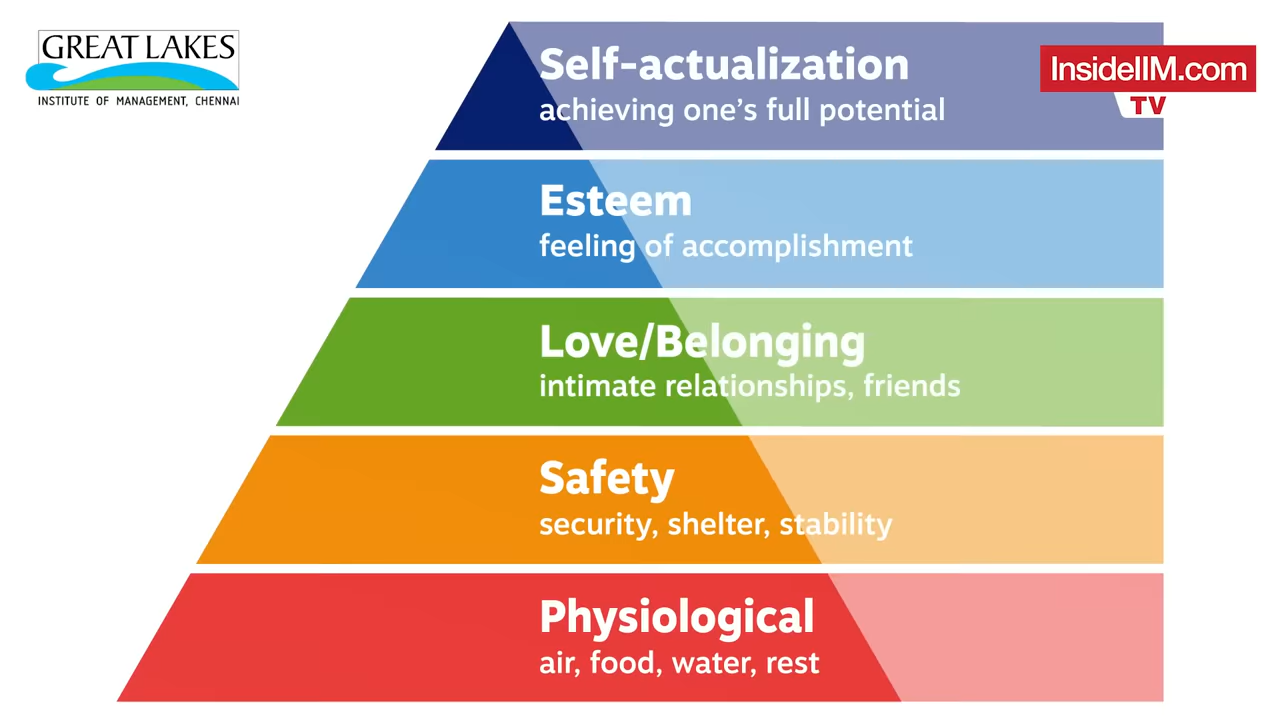 GREAT LAKES
INSTITUTE OF MANAGEMENT, CHENNAI
InsideIIM.com
TV
Self-actualization
achieving one’s full potential
Esteem
feeling of accomplishment
Love/Belonging
intimate relationships, friends
Safety
security, shelter, stability
Physiological
air, food, water, rest